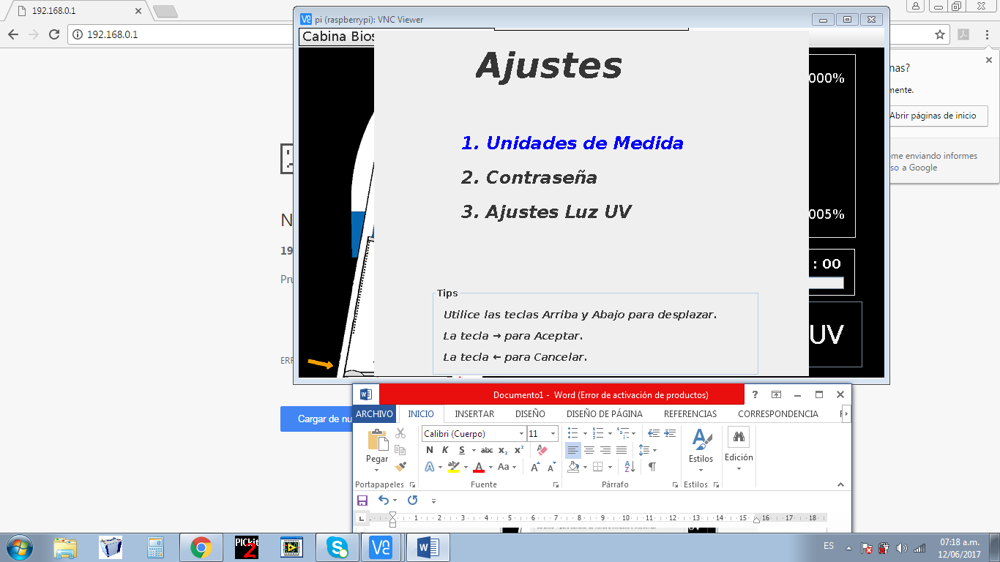 192.168.0.1
192.168.0.1
pi (raspberrypi): VNC Viewer
Cabina Bios
Ajustes
1. Unidades de Medida
2. Contraseña
3. Ajustes Luz UV
Tips
Utilice las teclas Arriba y Abajo para desplazar.
La tecla → para Aceptar.
La tecla ← para Cancelar.
000%
005%
: 00
UV
nas?
mente.
Abrir páginas de inicio
ome enviando informes
so a Google
N
19
Pru
ERR
Cargar de nu
Documento1 - Word (Error de activación de productos)
ARCHIVO INICIO INSERTAR DISEÑO DISEÑO DE PÁGINA REFERENCIAS CORRESPONDENCIA
Calibri (Cuerpo) 11
Pegar
N K S abc x₂ x²
A aby A Aa A A
Estilos
Edición
Portapapeles Fuente Párrafo Estilos
1 2 3 4 5 6 7 8 9 10 11 12 13 14 15 16 17 18
UV
PICkit 2
ES
07:18 a.m.
12/06/2017